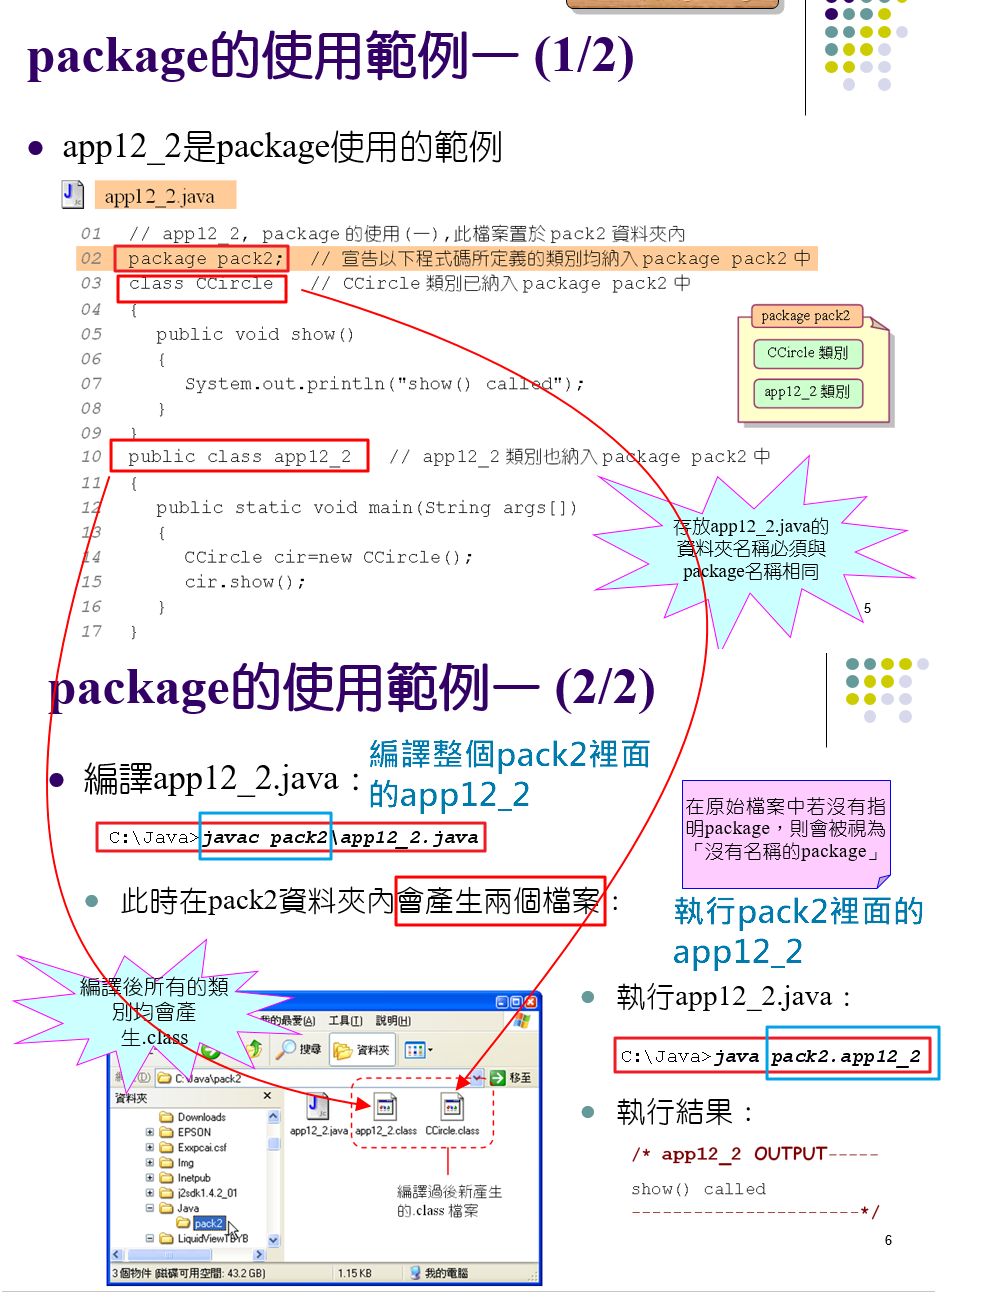 package的使用範例一 (1/2)
app12_2是package使用的範例
app12_2.java
01 // app12_2, package 的使用(一),此檔案置於 pack2 資料夾內
02 package pack2; // 宣告以下程式碼所定義的類別均納入 package pack2 中
03 class CCircle // CCircle 類別已納入 package pack2 中
04 {
05 public void show()
06 {
07 System.out.println("show() called");
08 }
09 }
10 public class app12_2 // app12_2 類別也納入 package pack2 中
11 {
12 public static void main(String args[])
13 {
14 CCircle cir=new CCircle();
15 cir.show();
16 }
17 }
package pack2
CCircle 類別
app12_2 類別
存放app12_2.java的
資料夾名稱必須與
package名稱相同
5
package的使用範例一 (2/2)
編譯app12_2.java：
編譯整個pack2裡面
的app12_2
C:\Java>javac pack2\app12_2.java
在原始檔案中若沒有指
明package，則會被視為
「沒有名稱的package」
此時在pack2資料夾內會產生兩個檔案：
執行pack2裡面的
app12_2
編譯後所有的類
別均會產
生.class
的最愛(A) 工具(T) 說明(H)
搜尋 資料夾
(D) C:\Java\pack2 移至
資料夾
Downloads
EPSON
Exxpcai.csf
Img
Inetpub
j2sdk1.4.2_01
Java
pack2
LiquidViewTBYB
app12_2.java app12_2.class CCircle.class
編譯過後新產生
的.class 檔案
3 個物件 (磁碟可用空間: 43.2 GB) 1.15 KB 我的電腦
執行app12_2.java：
C:\Java>java pack2.app12_2
執行結果：
/* app12_2 OUTPUT-----
show() called
----------------------*/
6